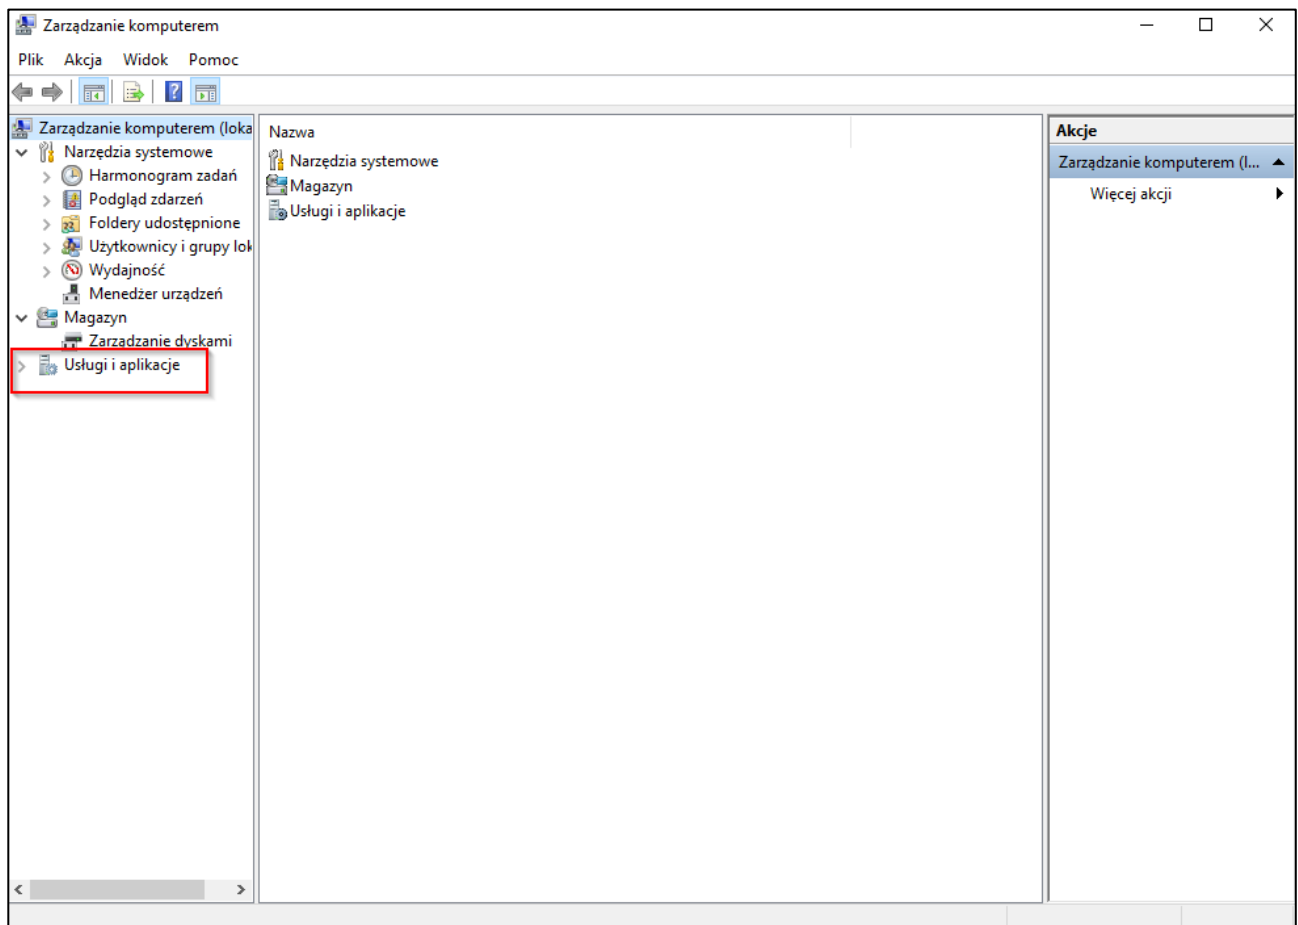 Zarządzanie komputerem
Plik Akcja Widok Pomoc
Zarządzanie komputerem (loka
Narzędzia systemowe
Harmonogram zadań
Podgląd zdarzeń
Foldery udostępnione
Użytkownicy i grupy lok
Wydajność
Menedżer urządzeń
Magazyn
Zarządzanie dyskami
Usługi i aplikacje
Nazwa
Narzędzia systemowe
Magazyn
Usługi i aplikacje
Akcje
Zarządzanie komputerem (l...
Więcej akcji